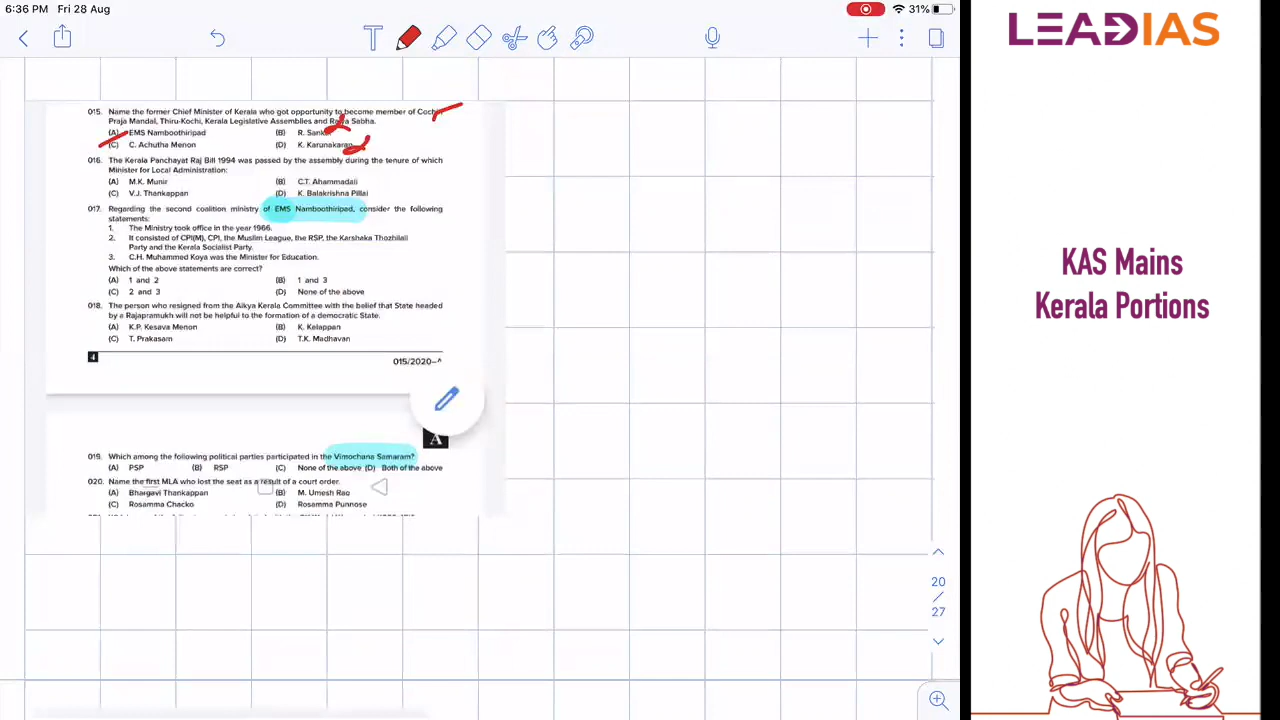 6:36 PM Fri 28 Aug
31%
LEADIAS
015. Name the former Chief Minister of Kerala who got opportunity to become member of Cochin
Praja Mandal, Thiru-Kochi, Kerala Legislative Assemblies and Rajya Sabha.
(A) EMS Namboothiripad (B) R. Sankar
(C) C. Achutha Menon (D) K. Karunakaran
016. The Kerala Panchayat Raj Bill 1994 was passed by the assembly during the tenure of which
Minister for Local Administration:
(A) M.K. Munir (B) C.T. Ahammadali
(C) V.J. Thankappan (D) K. Balakrishna Pillai
017. Regarding the second coalition ministry of EMS Namboothiripad, consider the following
statements:
1. The Ministry took office in the year 1966.
2. It consisted of CPI(M), CPI, the Muslim League, the RSP, the Karshaka Thozhilali
Party and the Kerala Socialist Party.
3. C.H. Muhammed Koya was the Minister for Education.
Which of the above statements are correct?
(A) 1 and 2 (B) 1 and 3
(C) 2 and 3 (D) None of the above
018. The person who resigned from the Aikya Kerala Committee with the belief that State headed
by a Rajapramukh will not be helpful to the formation of a democratic State.
(A) K.P. Kesava Menon (B) K. Kelappan
(C) T. Prakasam (D) T.K. Madhavan
4 015/2020-A
A
019. Which among the following political parties participated in the Vimochana Samaram?
(A) PSP (B) RSP (C) None of the above (D) Both of the above
020. Name the first MLA who lost the seat as a result of a court order.
(A) Bhargavi Thankappan (B) M. Umesh Rao
(C) Rosamma Chacko (D) Rosamma Punnose
KAS Mains
Kerala Portions
20
/
27